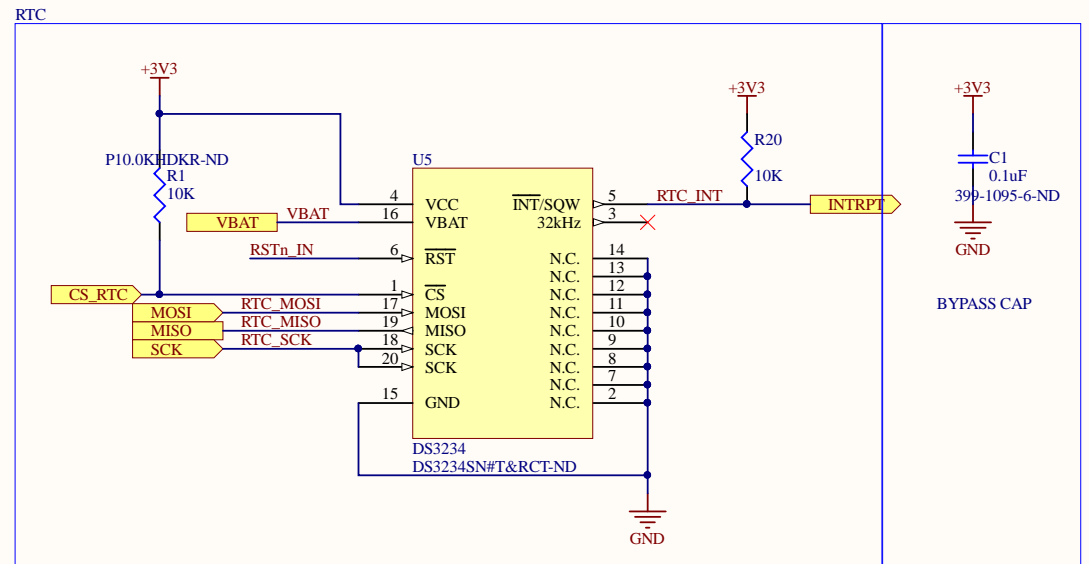 RTC
+3V3
P10.0KHDKR-ND
R1
10K
VBAT
VBAT
RSTn_IN
CS_RTC
MOSI
RTC_MOSI
MISO
RTC_MISO
SCK
RTC_SCK
U5
4 VCC
16 VBAT
6 RST
1 CS
17 MOSI
19 MISO
18 SCK
20 SCK
15 GND
INT/SQW 5
32kHz 3
N.C. 14
N.C. 13
N.C. 12
N.C. 11
N.C. 10
N.C. 9
N.C. 8
N.C. 7
N.C. 2
DS3234
DS3234SN#T&RCT-ND
RTC_INT
+3V3
R20
10K
INTRPT
GND
+3V3
C1
0.1uF
399-1095-6-ND
GND
BYPASS CAP